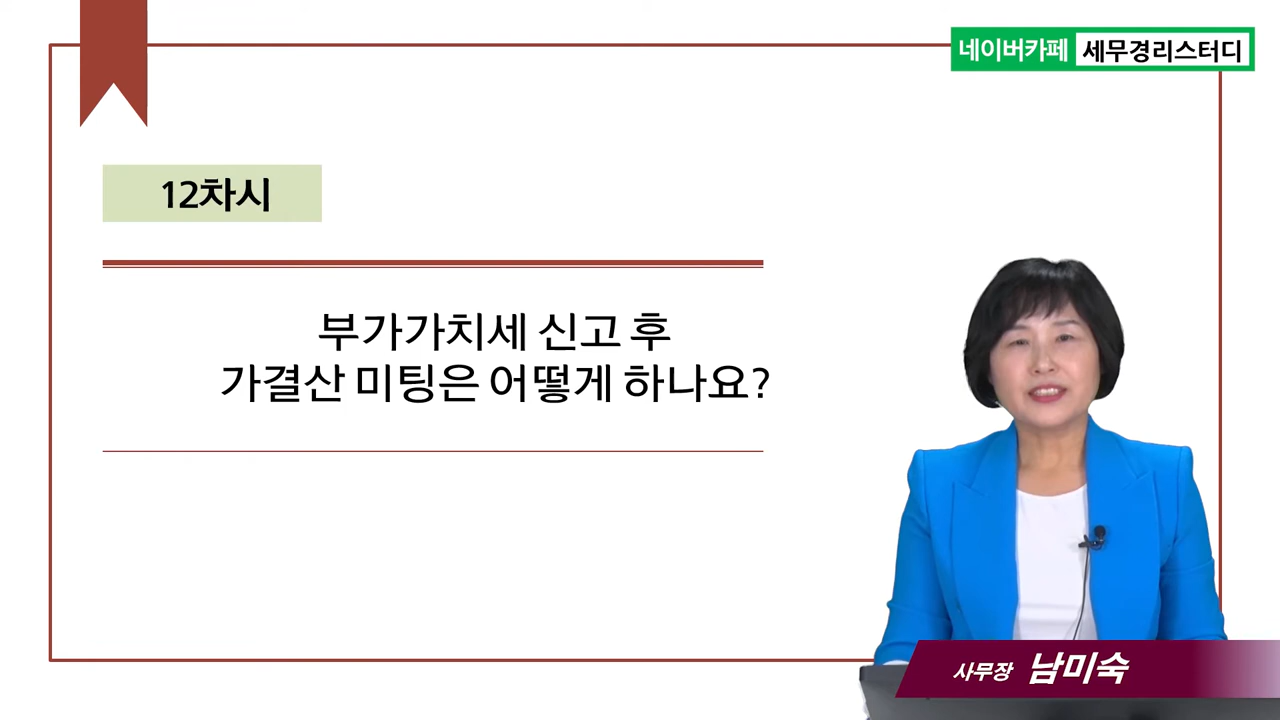 네이버카페 세무경리스터디
12차시
부가가치세 신고 후
가결산 미팅은 어떻게 하나요?
사무장 남미숙